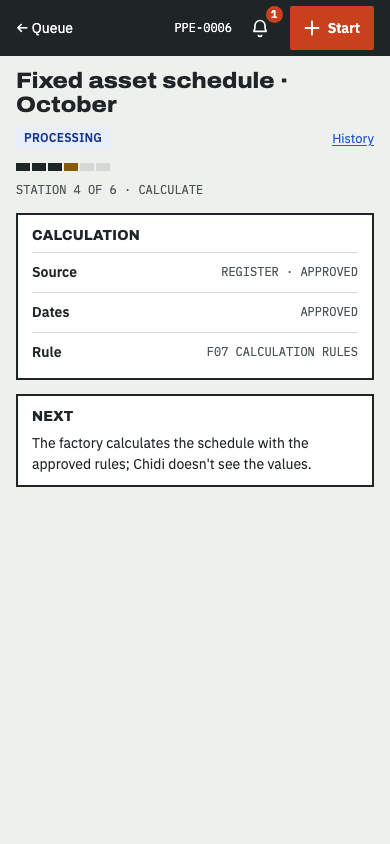 ← Queue
PPE-0006
1
+ Start
Fixed asset schedule ·
October
PROCESSING
History
STATION 4 OF 6 · CALCULATE
CALCULATION
Source
REGISTER · APPROVED
Dates
APPROVED
Rule
F07 CALCULATION RULES
NEXT
The factory calculates the schedule with the
approved rules; Chidi doesn't see the values.